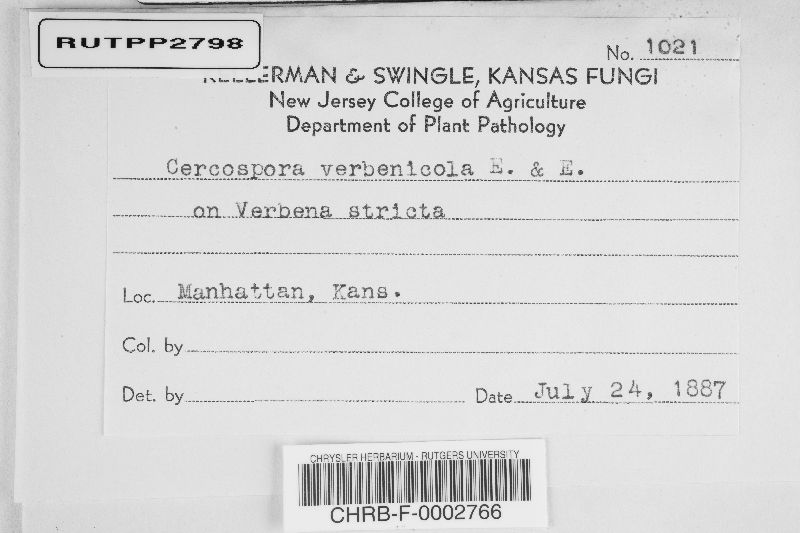 RUTPP2798
No. 1021
KELLERMAN & SWINGLE, KANSAS FUNGI
New Jersey College of Agriculture
Department of Plant Pathology
Cercospora verbenicola E. & E.
on Verbena stricta
Loc. Manhattan, Kans.
Col. by
Det. by Date July 24, 1887
CHRYSLER HERBARIUM - RUTGERS UNIVERSITY
CHRB-F-0002766